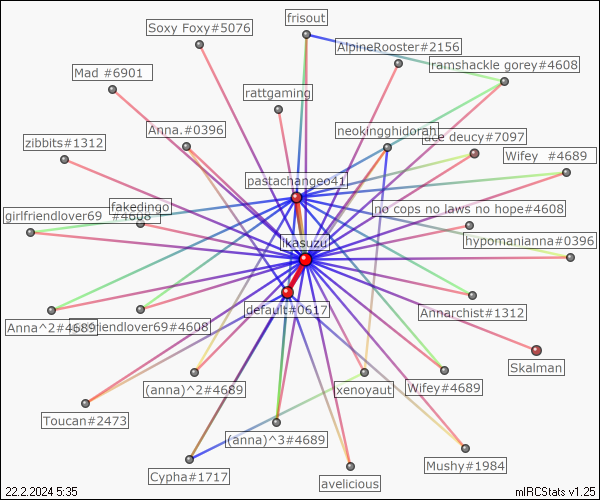 frisout
Soxy Foxy#5076
AlpineRooster#2156
ramshackle gorey#4608
Mad #6901
rattgaming
Anna.#0396
neokingghidorah
ace deucy#7097
zibbits#1312
Wifey #4689
pastachangeo41
fakedingo
no cops no laws no hope#4608
girlfriendlover69 #4608
ikasuzu
hypomanianna#0396
default#0617
Annarchist#1312
Anna^2#4689
friendlover69#4608
Skalman
(anna)^2#4689
xenoyaut
Wifey#4689
Toucan#2473
(anna)^3#4689
Mushy#1984
Cypha#1717
avelicious
22.2.2024 5:35
mIRCStats v1.25